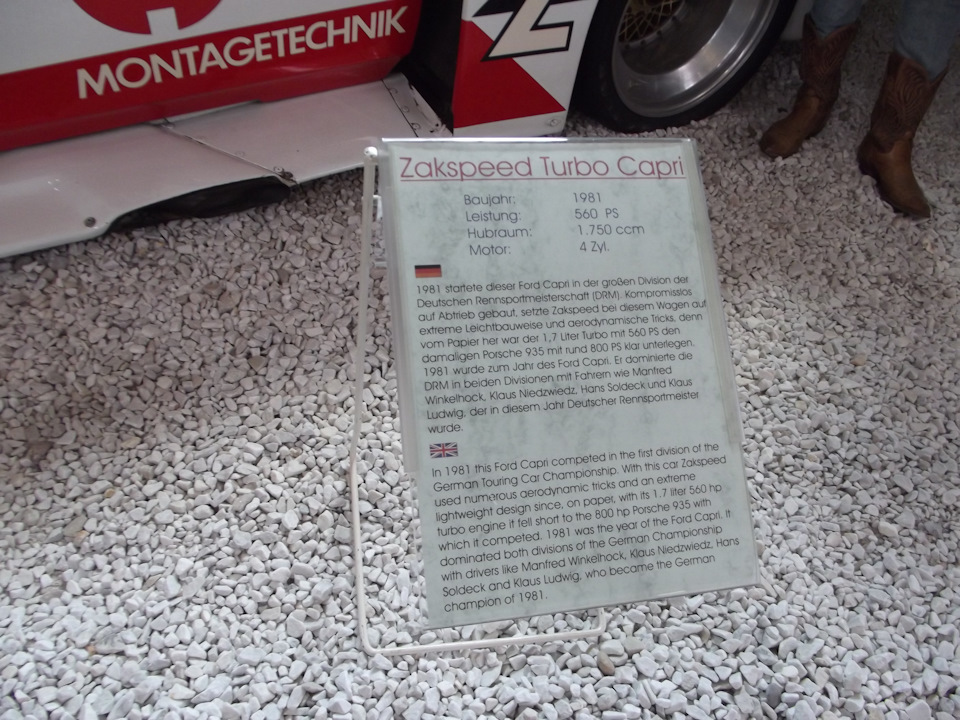 MONTAGETECHNIK
Zakspeed Turbo Capri
Baujahr: 1981
Leistung: 560 PS
Hubraum: 1.750 ccm
Motor: 4 Zyl.
1981 startete dieser Ford Capri in der großen Division der
Deutschen Rennsportmeisterschaft (DRM). Kompromisslos
auf Abtrieb gebaut, setzte Zakspeed bei diesem Wagen auf
extreme Leichtbauweise und aerodynamische Tricks, denn
vom Papier her war der 1,7 Liter Turbo mit 560 PS den
damaligen Porsche 935 mit rund 800 PS klar unterlegen.
1981 wurde zum Jahr des Ford Capri. Er dominierte die
DRM in beiden Divisionen mit Fahrern wie Manfred
Winkelhock, Klaus Niedzwiedz, Hans Soldeck und Klaus
Ludwig, der in diesem Jahr Deutscher Rennsportmeister
wurde.
In 1981 this Ford Capri competed in the first division of the
German Touring Car Championship. With this car Zakspeed
used numerous aerodynamic tricks and an extreme
lightweight design since, on paper, with its 1.7 liter 560 hp
turbo engine it fell short to the 800 hp Porsche 935 with
which it competed. 1981 was the year of the Ford Capri. It
dominated both divisions of the German Championship
with drivers like Manfred Winkelhock, Klaus Niedzwiedz, Hans
Soldeck and Klaus Ludwig, who became the German
champion of 1981.